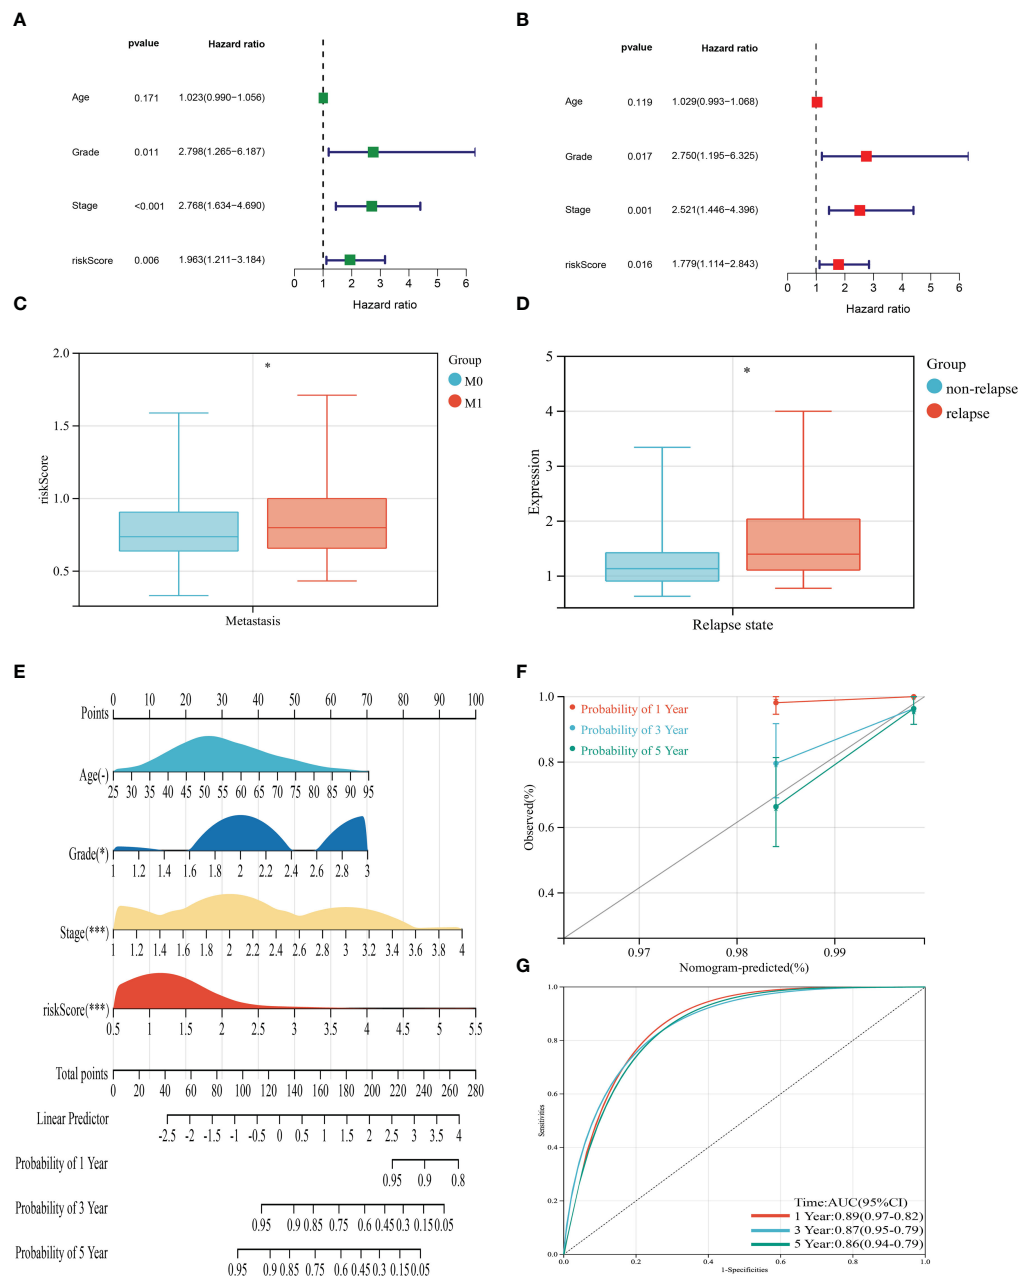 A
pvalue Hazard ratio
Age 0.171 1.023(0.990−1.056)
Grade 0.011 2.798(1.265−6.187)
Stage <0.001 2.768(1.634−4.690)
riskScore 0.006 1.963(1.211−3.184)
0 1 2 3 4 5 6
Hazard ratio
B
pvalue Hazard ratio
Age 0.119 1.029(0.993−1.068)
Grade 0.017 2.750(1.195−6.325)
Stage 0.001 2.521(1.446−4.396)
riskScore 0.016 1.779(1.114−2.843)
0 1 2 3 4 5 6
Hazard ratio
C
2.0
1.5
1.0
0.5
riskScore
*
Metastasis
Group
M0
M1
D
5
4
3
2
1
Expression
*
Relapse state
Group
non-relapse
relapse
E
0 10 20 30 40 50 60 70 80 90 100
Points
Age(-)
25 30 35 40 45 50 55 60 65 70 75 80 85 90 95
Grade(*)
1 1.2 1.4 1.6 1.8 2 2.2 2.4 2.6 2.8 3
Stage(***)
1 1.2 1.4 1.6 1.8 2 2.2 2.4 2.6 2.8 3 3.2 3.4 3.6 3.8 4
riskScore(***)
0.5 1 1.5 2 2.5 3 3.5 4 4.5 5 5.5
Total points
0 20 40 60 80 100 120 140 160 180 200 220 240 260 280
Linear Predictor
-2.5 -2 -1.5 -1 -0.5 0 0.5 1 1.5 2 2.5 3 3.5 4
Probability of 1 Year
0.95 0.9 0.8
Probability of 3 Year
0.95 0.9 0.85 0.75 0.6 0.45 0.3 0.15 0.05
Probability of 5 Year
0.95 0.9 0.85 0.75 0.6 0.45 0.3 0.15 0.05
F
1.0
0.8
0.6
0.4
Observed(%)
Probability of 1 Year
Probability of 3 Year
Probability of 5 Year
0.97 0.98 0.99
Nomogram-predicted(%)
G
1.0
0.8
0.6
0.4
0.2
0.0
Sensitivities
Time:AUC(95%CI)
1 Year:0.89(0.97-0.82)
3 Year:0.87(0.95-0.79)
5 Year:0.86(0.94-0.79)
0.0 0.2 0.4 0.6 0.8 1.0
1-Specificities